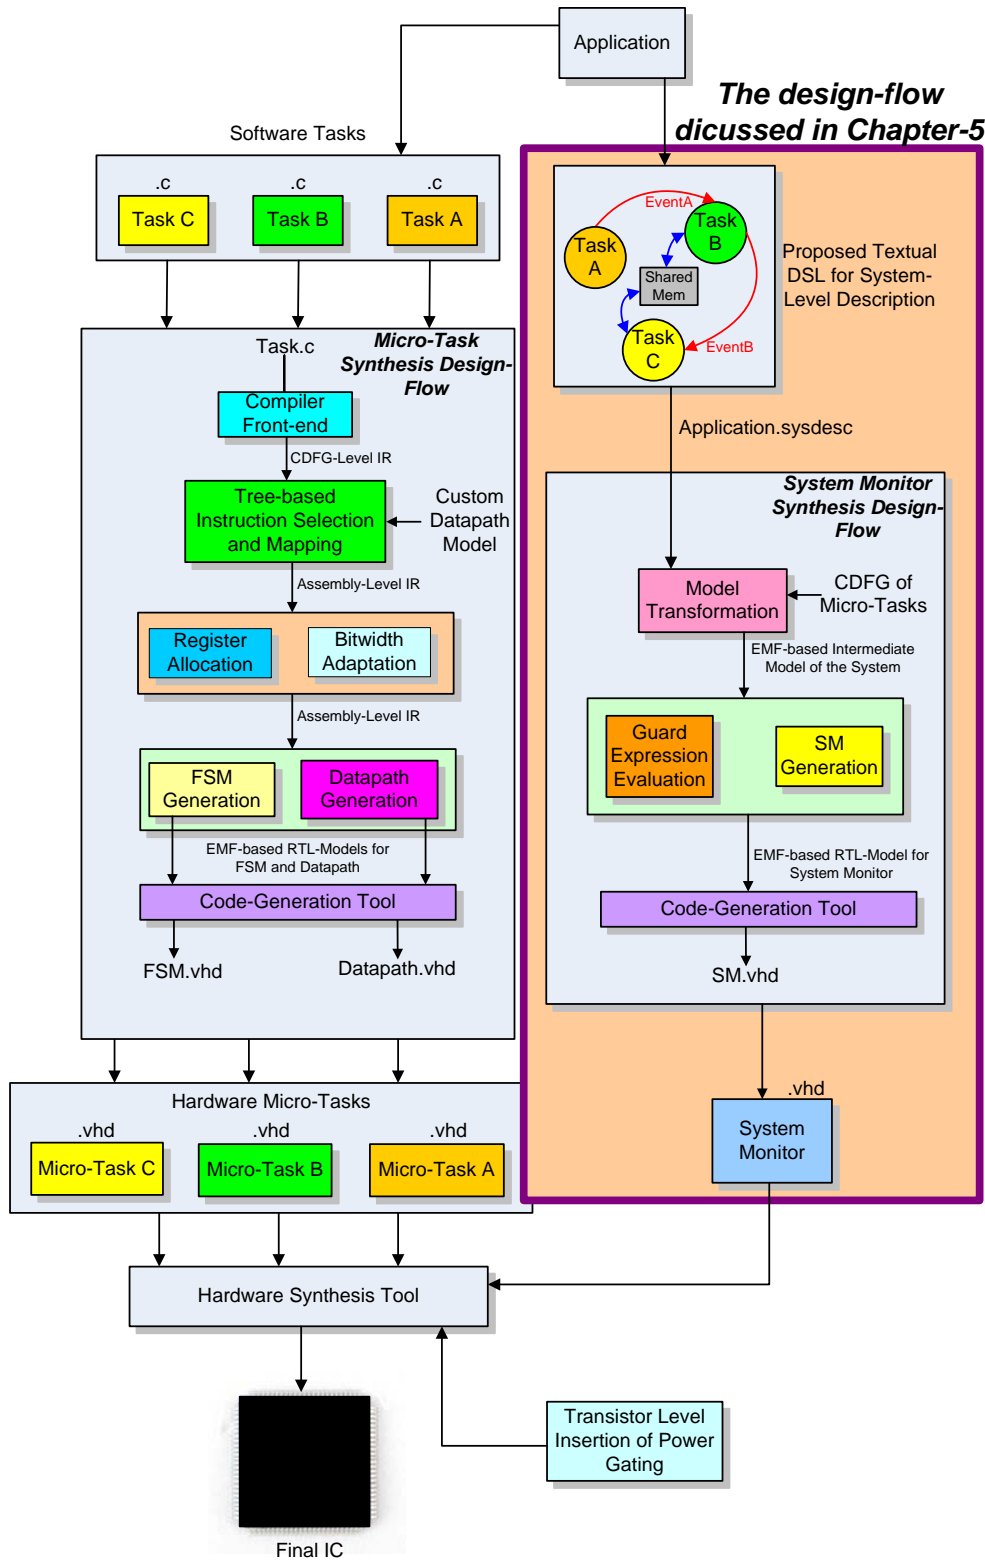 Application
The design-flow
dicussed in Chapter-5
Software Tasks
.c
.c
.c
Task C
Task B
Task A
EventA
Task
B
Task
A
Shared
Mem
Task
C
EventB
Proposed Textual
DSL for System-
Level Description
Application.sysdesc
Task.c
Micro-Task
Synthesis Design-
Flow
Compiler
Front-end
CDFG-Level IR
Tree-based
Instruction Selection
and Mapping
Custom
Datapath
Model
Assembly-Level IR
Register
Allocation
Bitwidth
Adaptation
Assembly-Level IR
FSM
Generation
Datapath
Generation
EMF-based RTL-Models for
FSM and Datapath
Code-Generation Tool
FSM.vhd
Datapath.vhd
System Monitor
Synthesis Design-
Flow
Model
Transformation
CDFG of
Micro-Tasks
EMF-based Intermediate
Model of the System
Guard
Expression
Evaluation
SM
Generation
EMF-based RTL-Model for
System Monitor
Code-Generation Tool
SM.vhd
.vhd
System
Monitor
Hardware Micro-Tasks
.vhd
.vhd
.vhd
Micro-Task C
Micro-Task B
Micro-Task A
Hardware Synthesis Tool
Transistor Level
Insertion of Power
Gating
Final IC